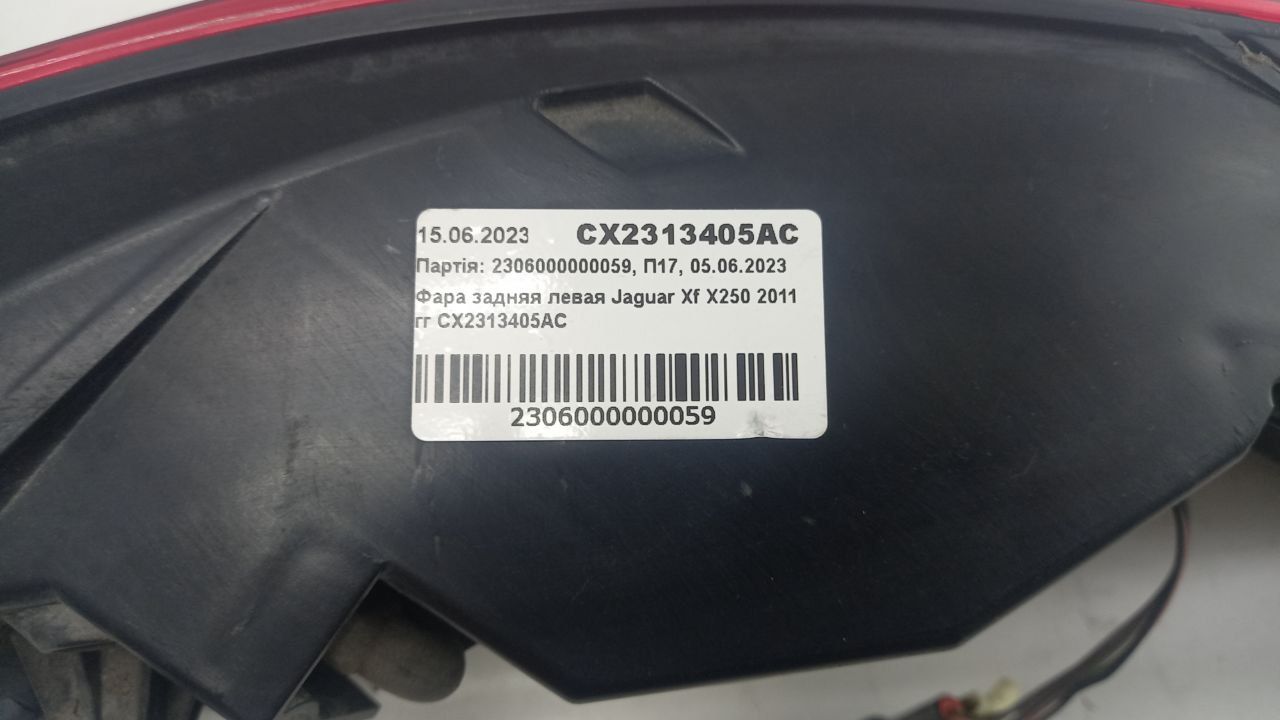 15.06.2023 CX2313405AC
Партія: 2306000000059, П17, 05.06.2023
Фара задняя левая Jaguar Xf X250 2011
гг CX2313405AC
2306000000059